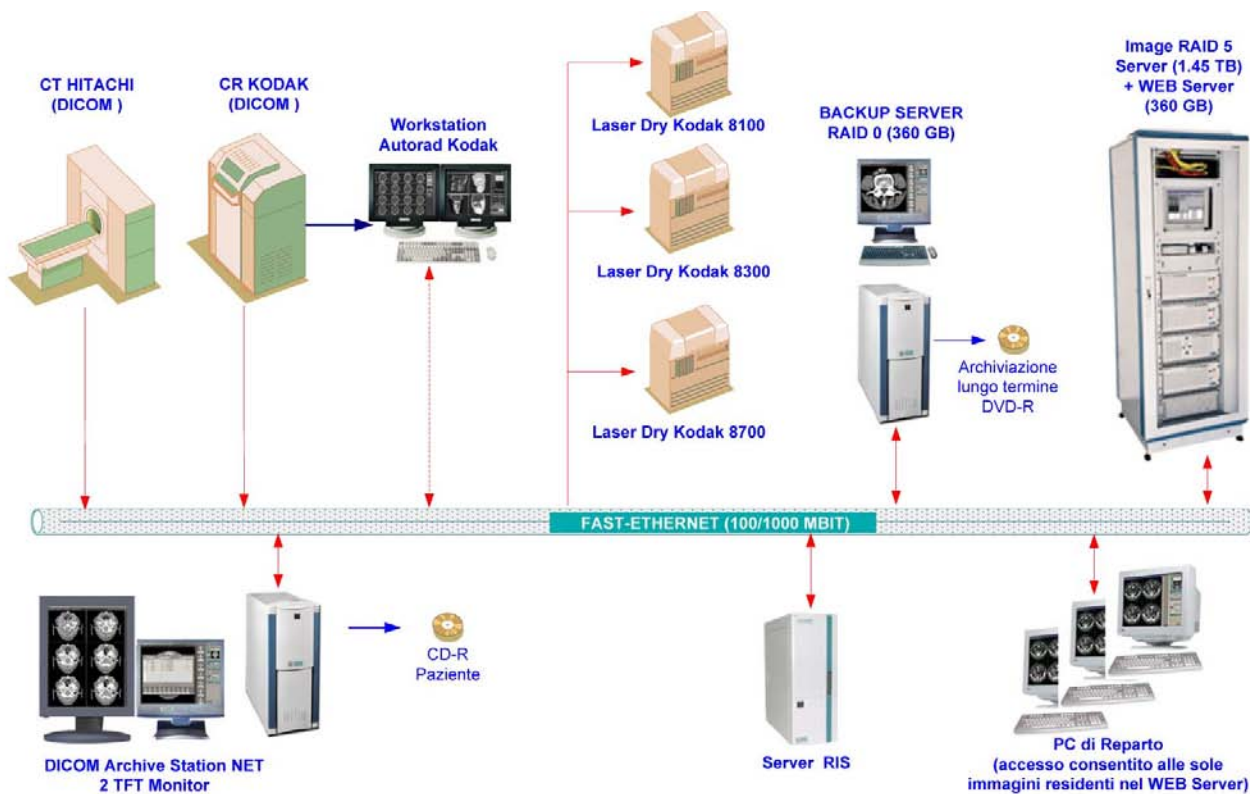 CT HITACHI
(DICOM )
CR KODAK
(DICOM )
Workstation
Autorad Kodak
Laser Dry Kodak 8100
Laser Dry Kodak 8300
Laser Dry Kodak 8700
BACKUP SERVER
RAID 0 (360 GB)
Archiviazione
lungo termine
DVD-R
Image RAID 5
Server (1.45 TB)
+ WEB Server
(360 GB)
FAST-ETHERNET (100/1000 MBIT)
DICOM Archive Station NET
2 TFT Monitor
CD-R
Paziente
Server RIS
PC di Reparto
(accesso consentito alle sole
immagini residenti nel WEB Server)